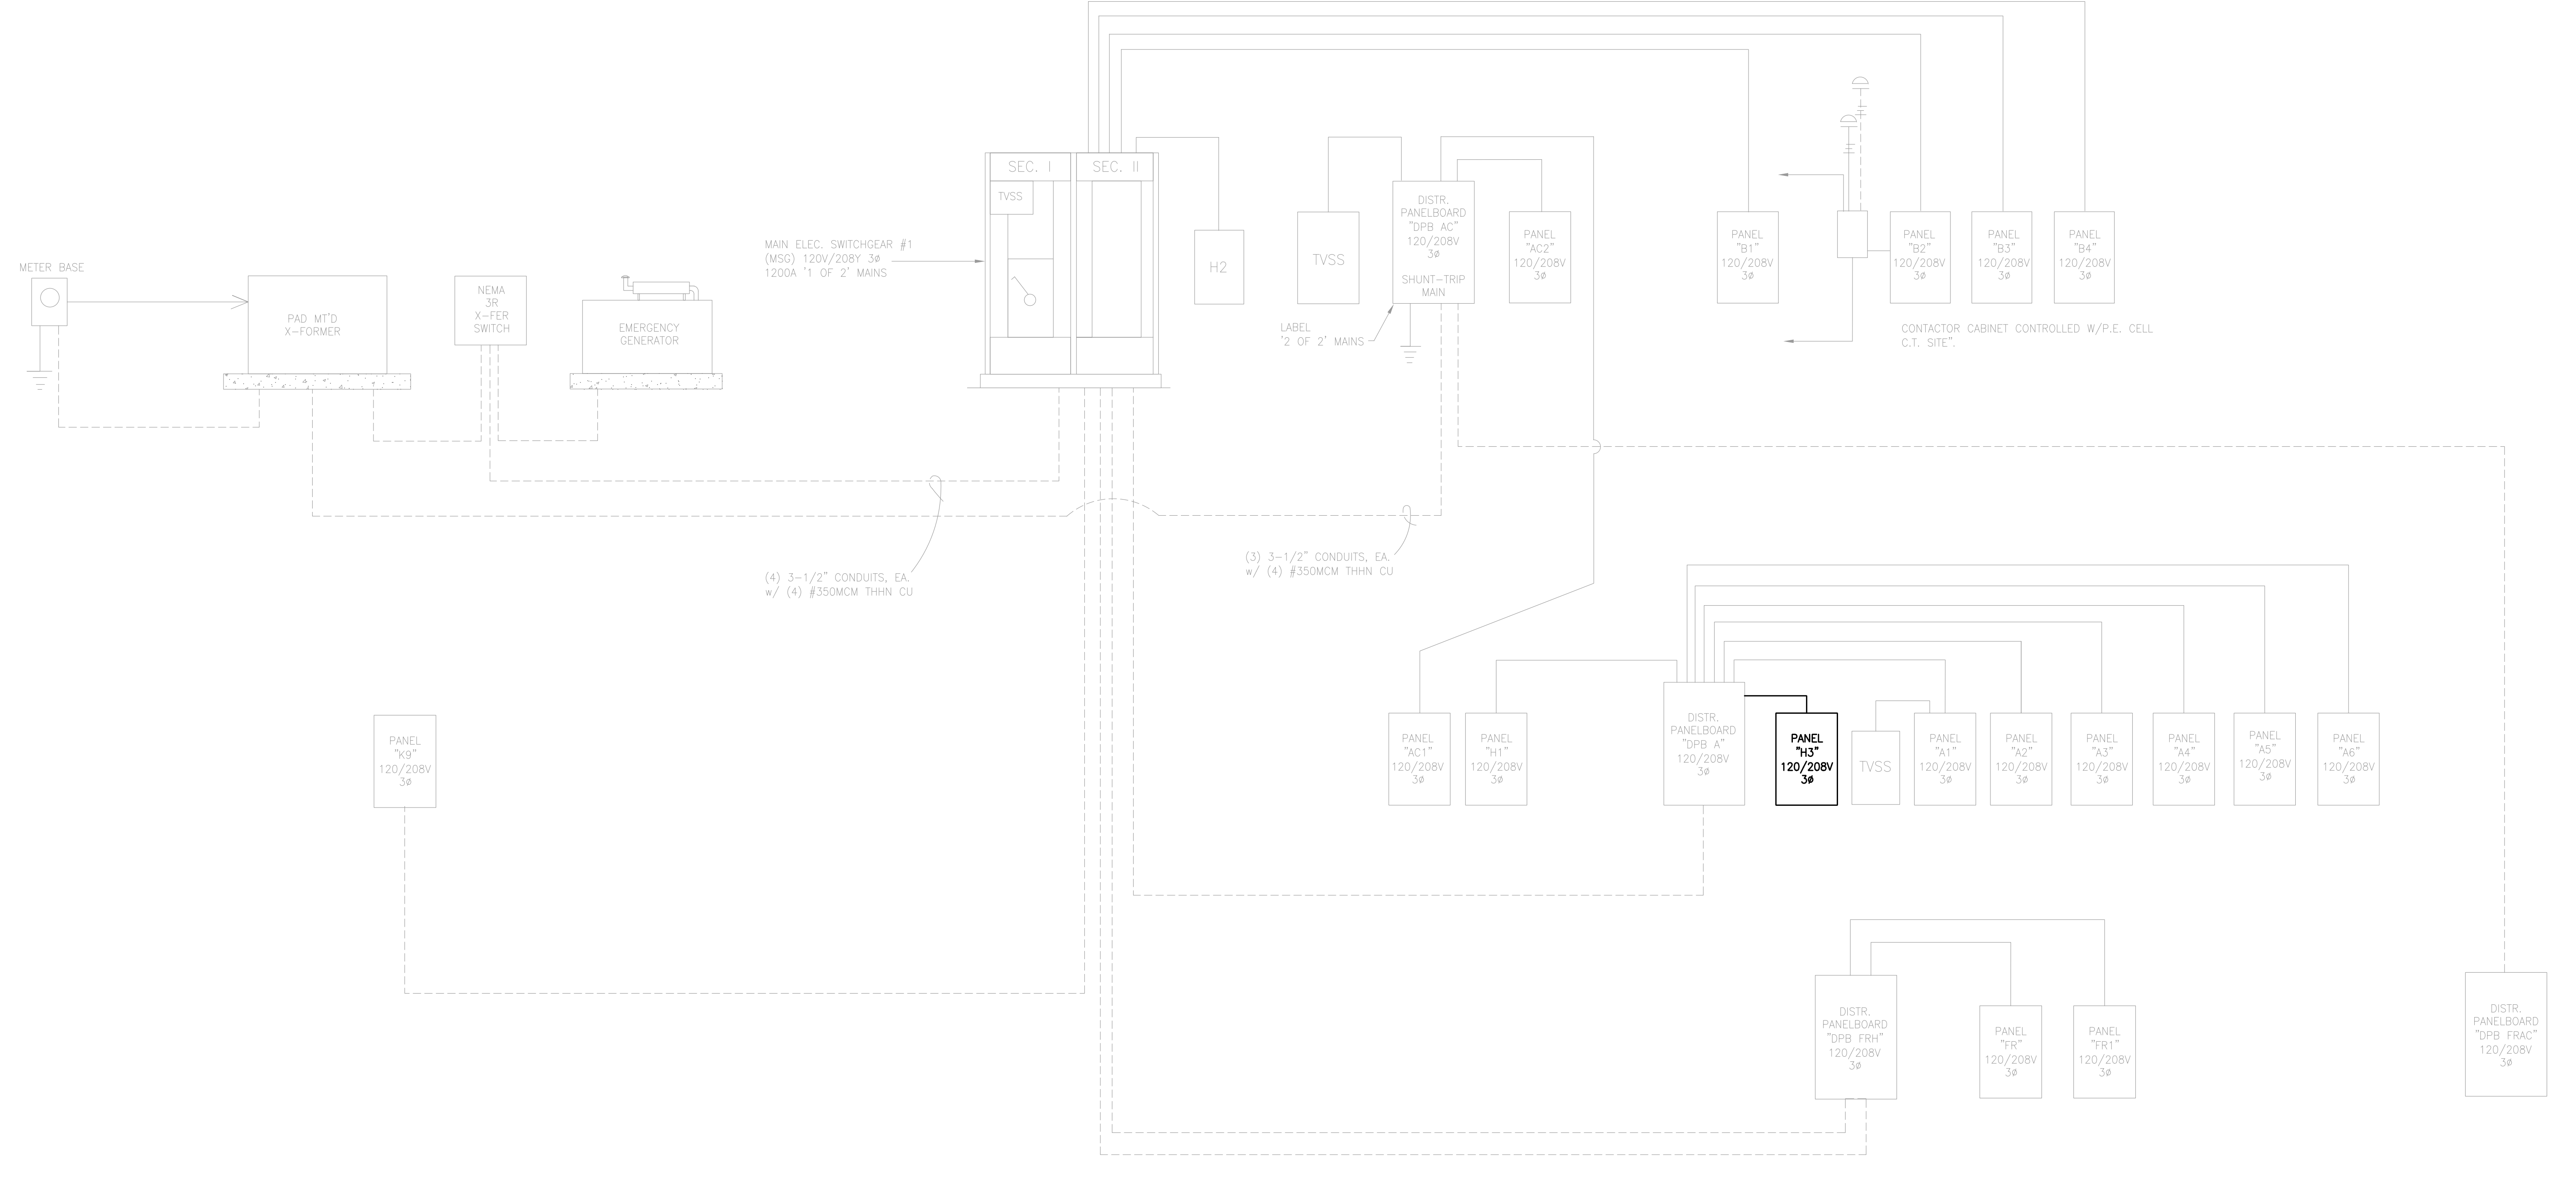 SEC. I
SEC. II
TVSS
MAIN ELEC. SWITCHGEAR #1
(MSG) 120V/208Y 3ø
1200A '1 OF 2' MAINS
METER BASE
PAD MT'D
X-FORMER
NEMA
3R
X-FER
SWITCH
EMERGENCY
GENERATOR
H2
TVSS
DISTR.
PANELBOARD
"DPB AC"
120/208V
3ø
SHUNT-TRIP
MAIN
LABEL
'2 OF 2' MAINS
PANEL
"AC2"
120/208V
3ø
PANEL
"B1"
120/208V
3ø
PANEL
"B2"
120/208V
3ø
PANEL
"B3"
120/208V
3ø
PANEL
"B4"
120/208V
3ø
CONTACTOR CABINET CONTROLLED W/P.E. CELL
C.T. SITE".
(4) 3-1/2" CONDUITS, EA.
w/ (4) #350MCM THHN CU
(3) 3-1/2" CONDUITS, EA.
w/ (4) #350MCM THHN CU
PANEL
"K9"
120/208V
3ø
PANEL
"AC1"
120/208V
3ø
PANEL
"H1"
120/208V
3ø
DISTR.
PANELBOARD
"DPB A"
120/208V
3ø
PANEL
"H3"
120/208V
3ø
TVSS
PANEL
"A1"
120/208V
3ø
PANEL
"A2"
120/208V
3ø
PANEL
"A3"
120/208V
3ø
PANEL
"A4"
120/208V
3ø
PANEL
"A5"
120/208V
3ø
PANEL
"A6"
120/208V
3ø
DISTR.
PANELBOARD
"DPB FRH"
120/208V
3ø
PANEL
"FR"
120/208V
3ø
PANEL
"FR1"
120/208V
3ø
DISTR.
PANELBOARD
"DPB FRAC"
120/208V
3ø